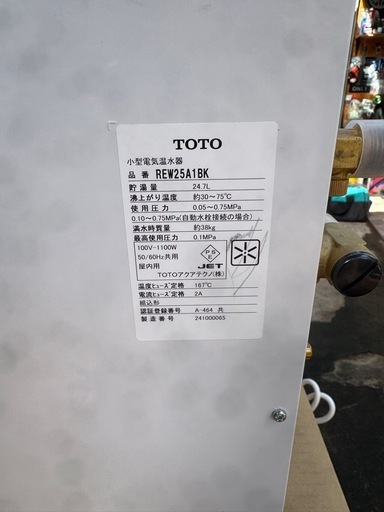 TOTO
小型電気温水器
品番 REW25A1BK
貯湯量 24.7L
沸上がり温度 約30～75℃
使用圧力 0.05～0.75MPa
0.10～0.75MPa(自動水栓接続の場合)
満水時質量 約38kg
最高使用圧力 0.1MPa
100V-1100W
50/60Hz共用
屋内用
PSE
JET
TOTOアクアテクノ(株)
温度ヒューズ定格 187℃
電流ヒューズ定格 2A
組込形
認証登録番号 A-464 共
製造番号 241000065